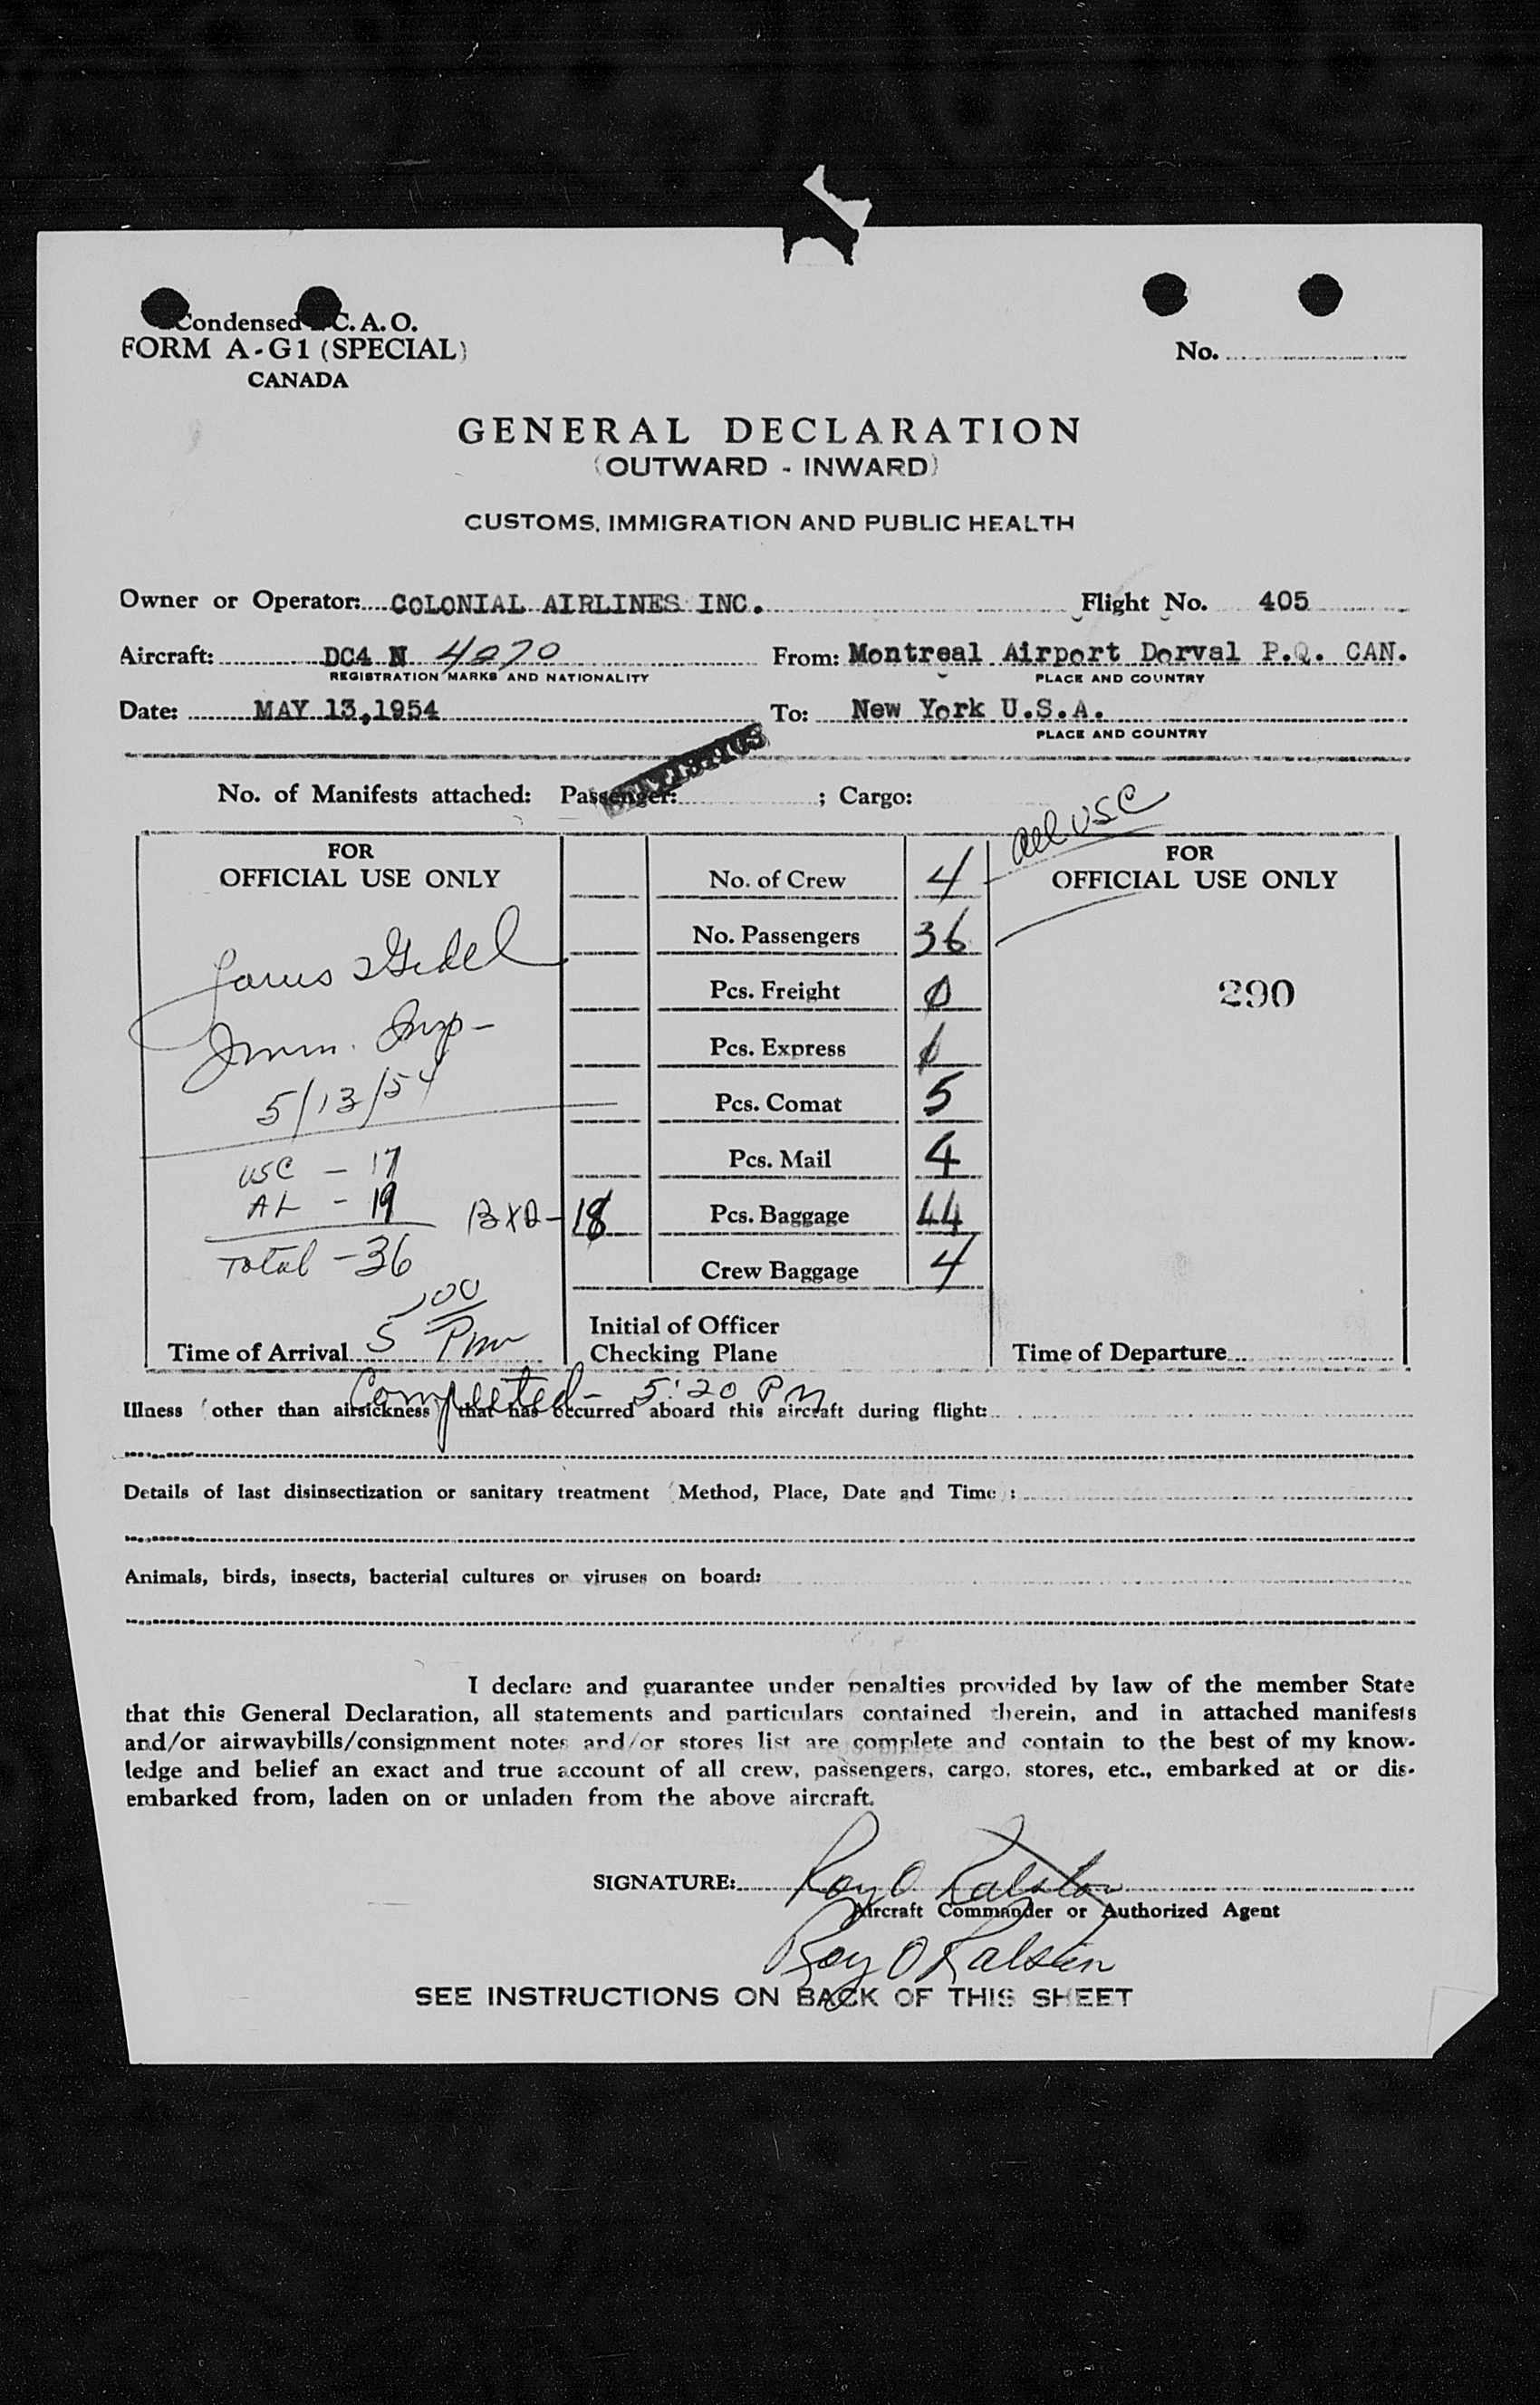 Condensed C. A. O.
FORM A-G1 (SPECIAL)
CANADA
No.
GENERAL DECLARATION
(OUTWARD - INWARD)
CUSTOMS, IMMIGRATION AND PUBLIC HEALTH
Owner or Operator: COLONIAL AIRLINES INC. Flight No. 405
Aircraft: DC4 N From: Montreal Airport Dorval P.Q. CAN.
REGISTRATION MARKS AND NATIONALITY PLACE AND COUNTRY
Date: MAY 13,1954 To: New York U.S.A.
PLACE AND COUNTRY
No. of Manifests attached: Passenger: ; Cargo:
All USC
FOR
OFFICIAL USE ONLY
Imm. Insp-
5/13/54
USC - 17
AL - 19
Total - 36
5 00 Pm
Time of Arrival
No. of Crew 4
No. Passengers 36
Pcs. Freight 0
Pcs. Express
Pcs. Comat 5
Pcs. Mail 4
18 Pcs. Baggage 44
Crew Baggage 4
Initial of Officer
Checking Plane
FOR
OFFICIAL USE ONLY
290
Time of Departure
Completed - 5:20 PM
Illness (other than airsickness) that has occurred aboard this aircraft during flight:
Details of last disinsectization or sanitary treatment (Method, Place, Date and Time):
Animals, birds, insects, bacterial cultures or viruses on board:
I declare and guarantee under penalties provided by law of the member State
that this General Declaration, all statements and particulars contained therein, and in attached manifests
and/or airwaybills/consignment notes and/or stores list are complete and contain to the best of my know-
ledge and belief an exact and true account of all crew, passengers, cargo, stores, etc., embarked at or dis-
embarked from, laden on or unladen from the above aircraft.
SIGNATURE: Roy O Ralston
Aircraft Commander or Authorized Agent
Roy O Ralston
SEE INSTRUCTIONS ON BACK OF THIS SHEET